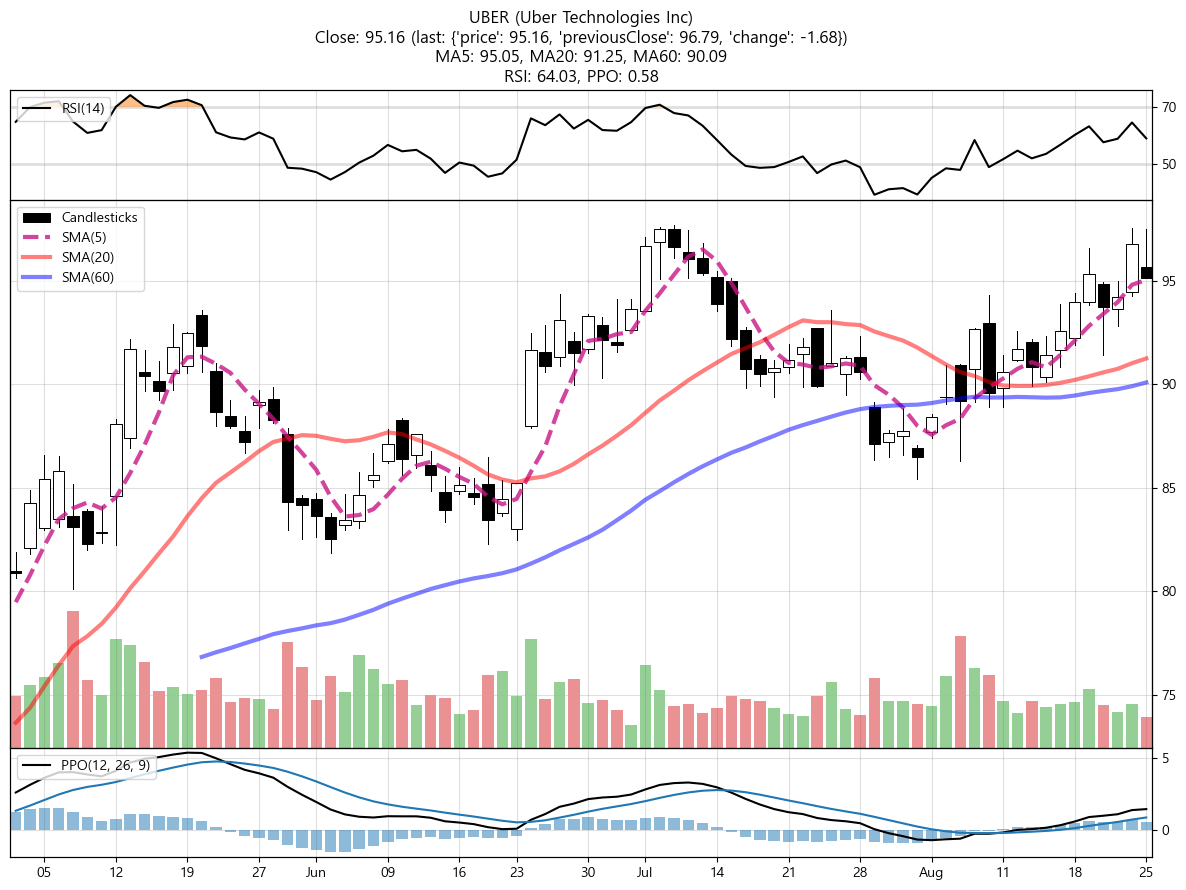 UBER (Uber Technologies Inc)
Close: 95.16 (last: {'price': 95.16, 'previousClose': 96.79, 'change': -1.68})
MA5: 95.05, MA20: 91.25, MA60: 90.09
RSI: 64.03, PPO: 0.58
RSI(14)
70
50
Candlesticks
SMA(5)
SMA(20)
SMA(60)
95
90
85
80
75
PPO(12, 26, 9)
5
0
05 12 19 27 Jun 09 16 23 30 Jul 14 21 28 Aug 11 18 25